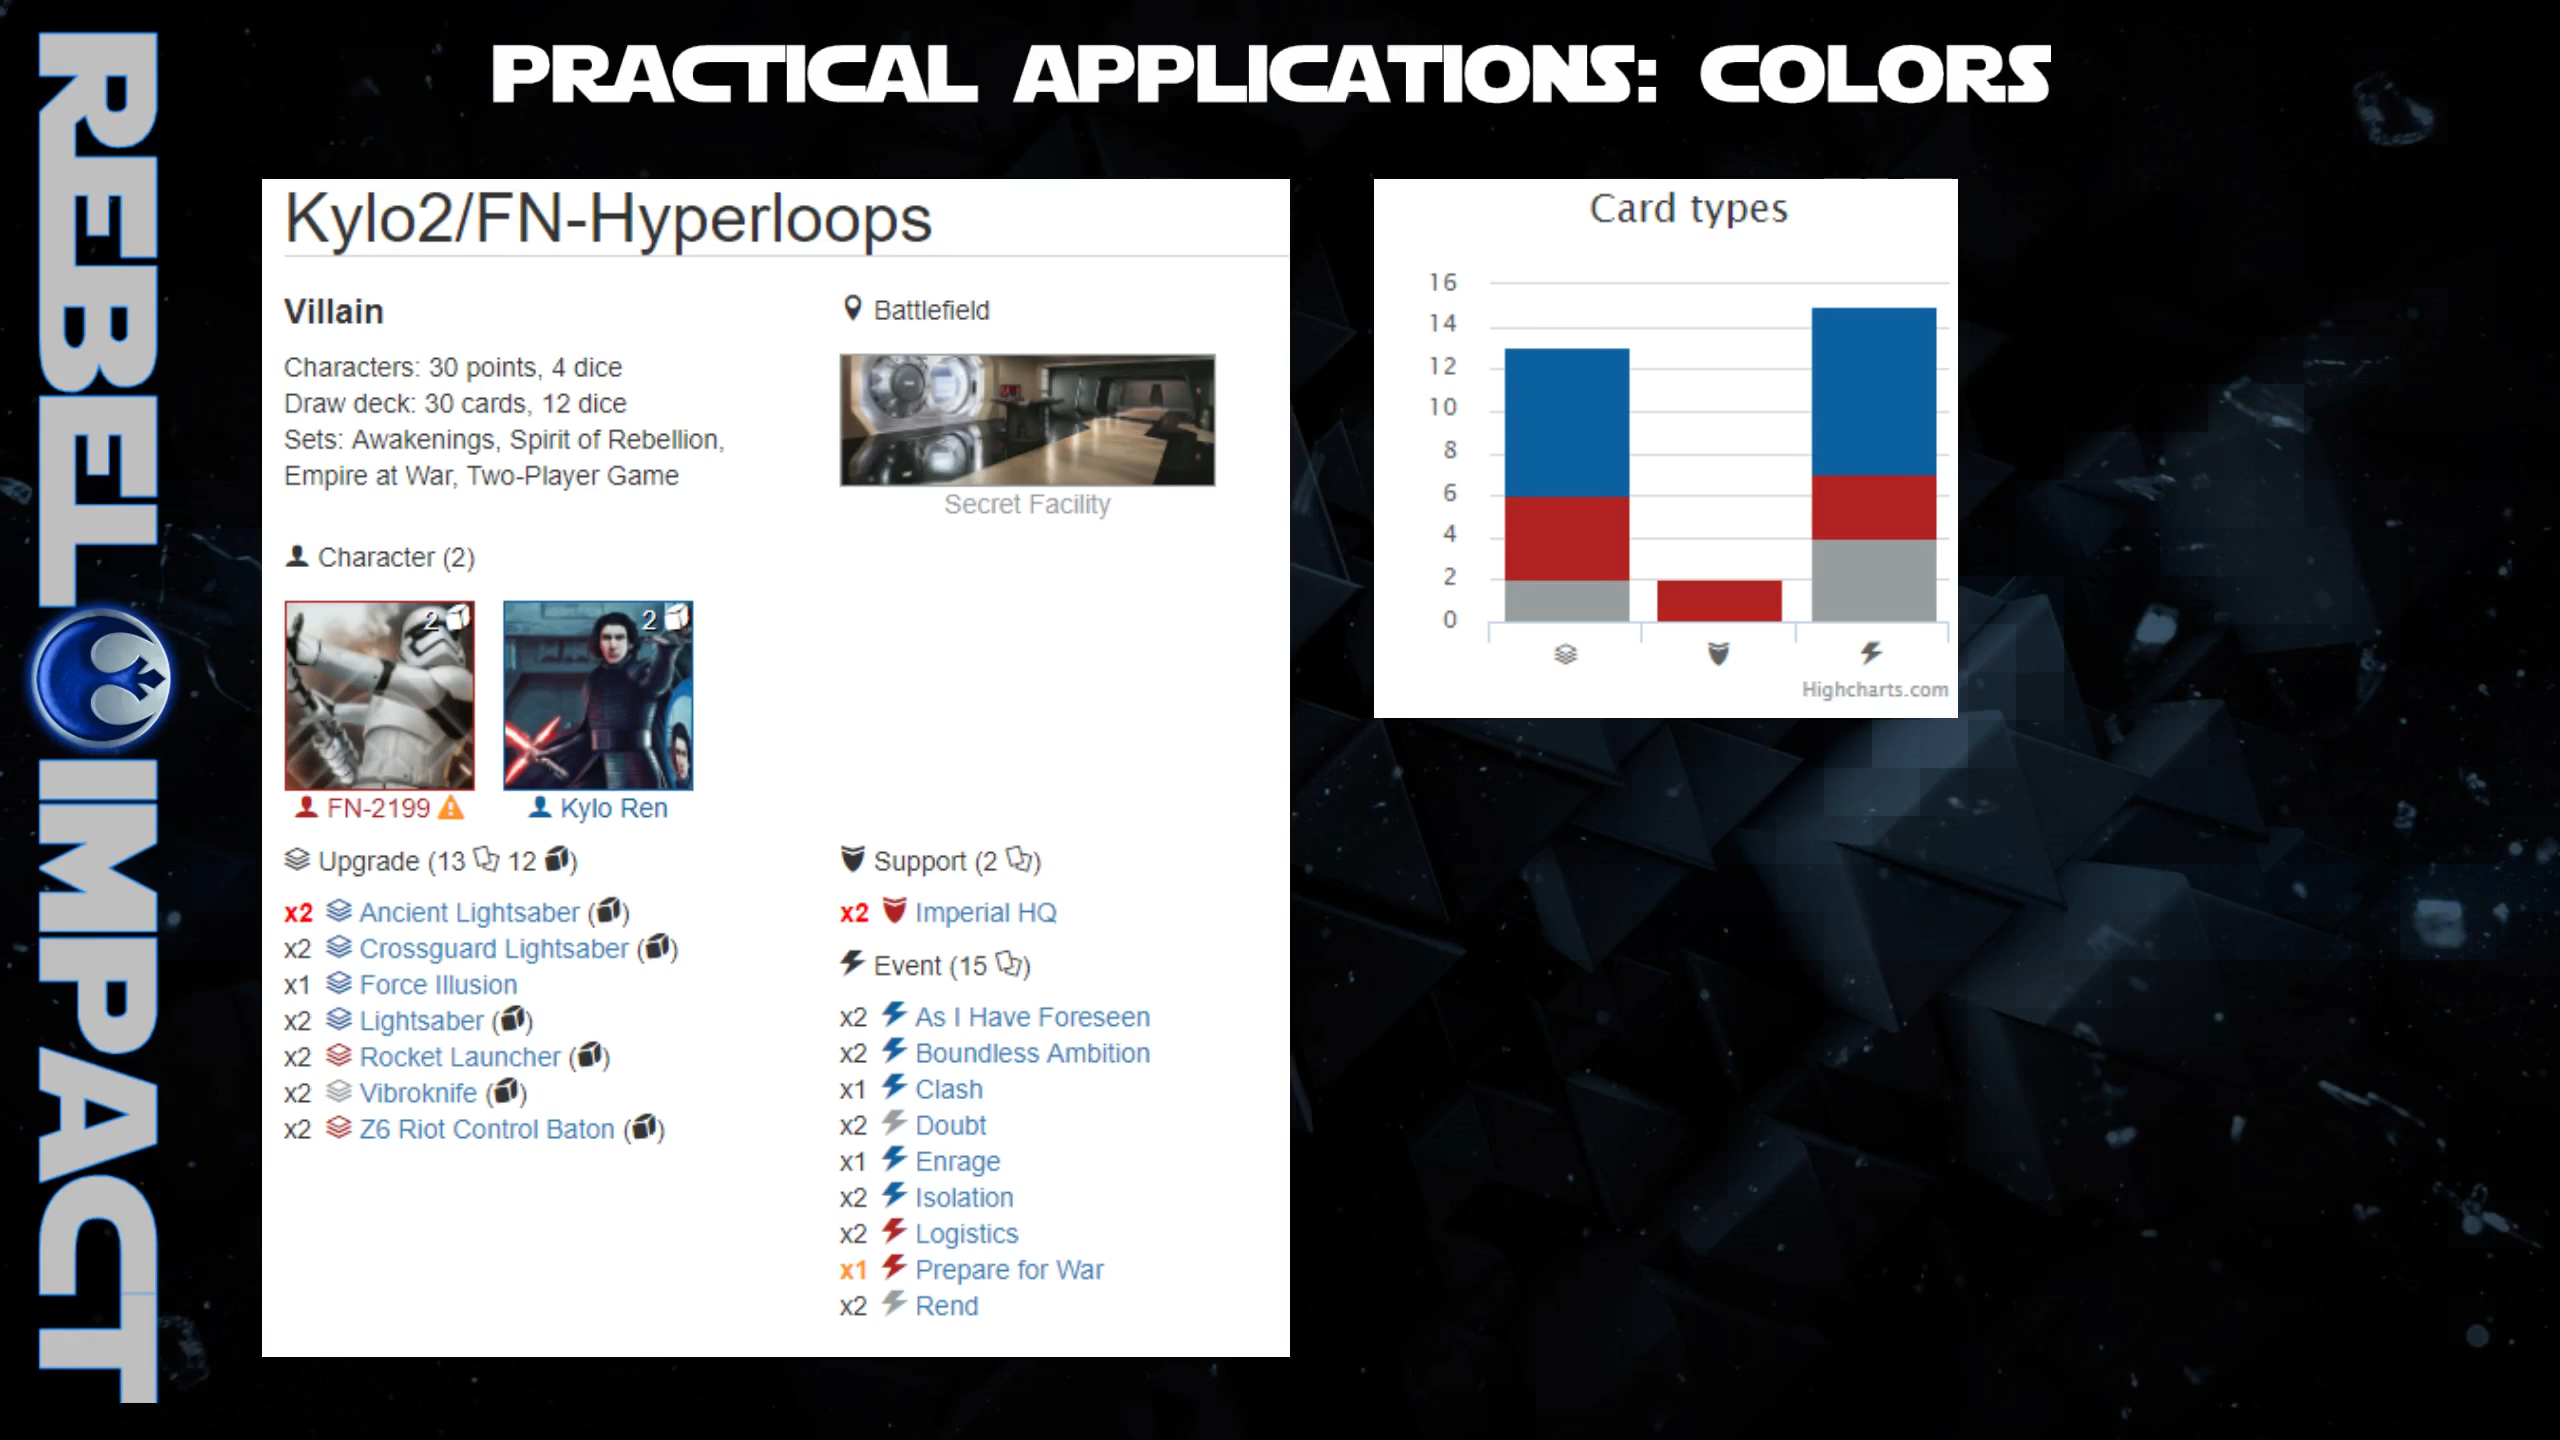 REBEL IMPACT
PRACTICAL APPLICATIONS: COLORS
Kylo2/FN-Hyperloops
Villain
Characters: 30 points, 4 dice
Draw deck: 30 cards, 12 dice
Sets: Awakenings, Spirit of Rebellion,
Empire at War, Two-Player Game
Battlefield
Secret Facility
Character (2)
2
2
FN-2199
Kylo Ren
Upgrade (13 12 )
x2 Ancient Lightsaber ( )
x2 Crossguard Lightsaber ( )
x1 Force Illusion
x2 Lightsaber ( )
x2 Rocket Launcher ( )
x2 Vibroknife ( )
x2 Z6 Riot Control Baton ( )
Support (2 )
x2 Imperial HQ
Event (15 )
x2 As I Have Foreseen
x2 Boundless Ambition
x1 Clash
x2 Doubt
x1 Enrage
x2 Isolation
x2 Logistics
x1 Prepare for War
x2 Rend
Card types
16
14
12
10
8
6
4
2
0
Highcharts.com